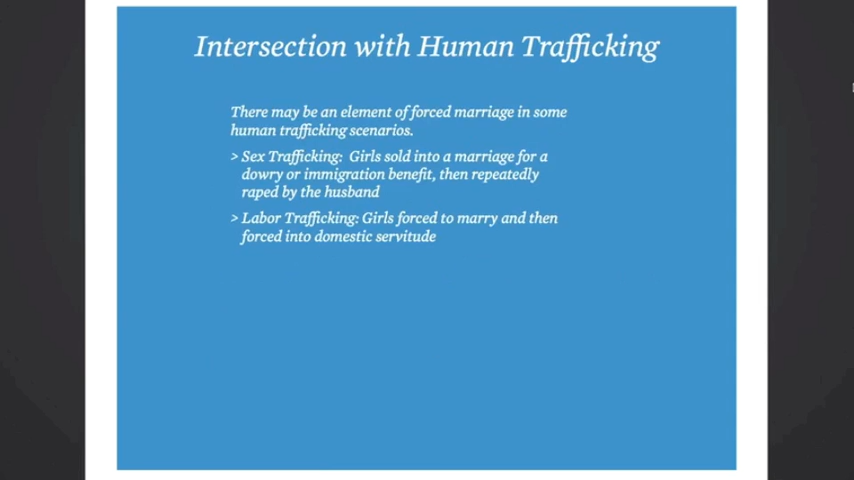 Intersection with Human Trafficking
There may be an element of forced marriage in some
human trafficking scenarios.
> Sex Trafficking: Girls sold into a marriage for a
dowry or immigration benefit, then repeatedly
raped by the husband
> Labor Trafficking: Girls forced to marry and then
forced into domestic servitude